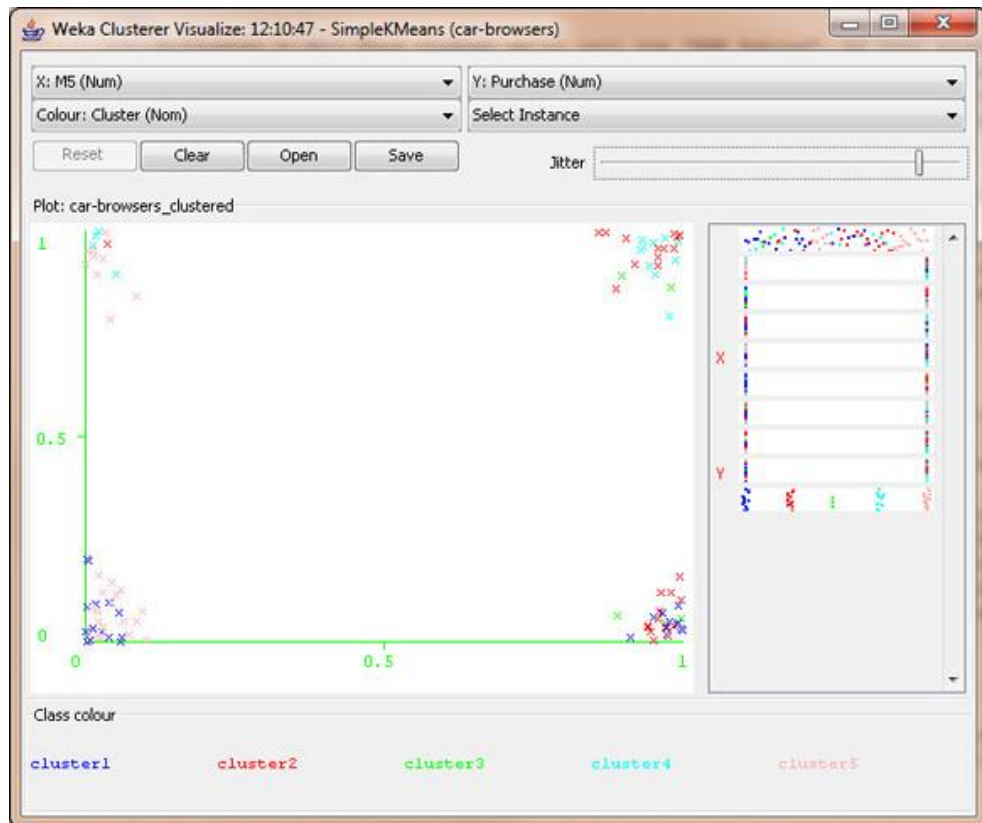 Weka Clusterer Visualize: 12:10:47 - SimpleKMeans (car-browsers)
X: M5 (Num)
Y: Purchase (Num)
Colour: Cluster (Nom)
Select Instance
Reset
Clear
Open
Save
Jitter
Plot: car-browsers_clustered
1
0.5
0
0
0.5
1
X
Y
Class colour
cluster1
cluster2
cluster3
cluster4
cluster5